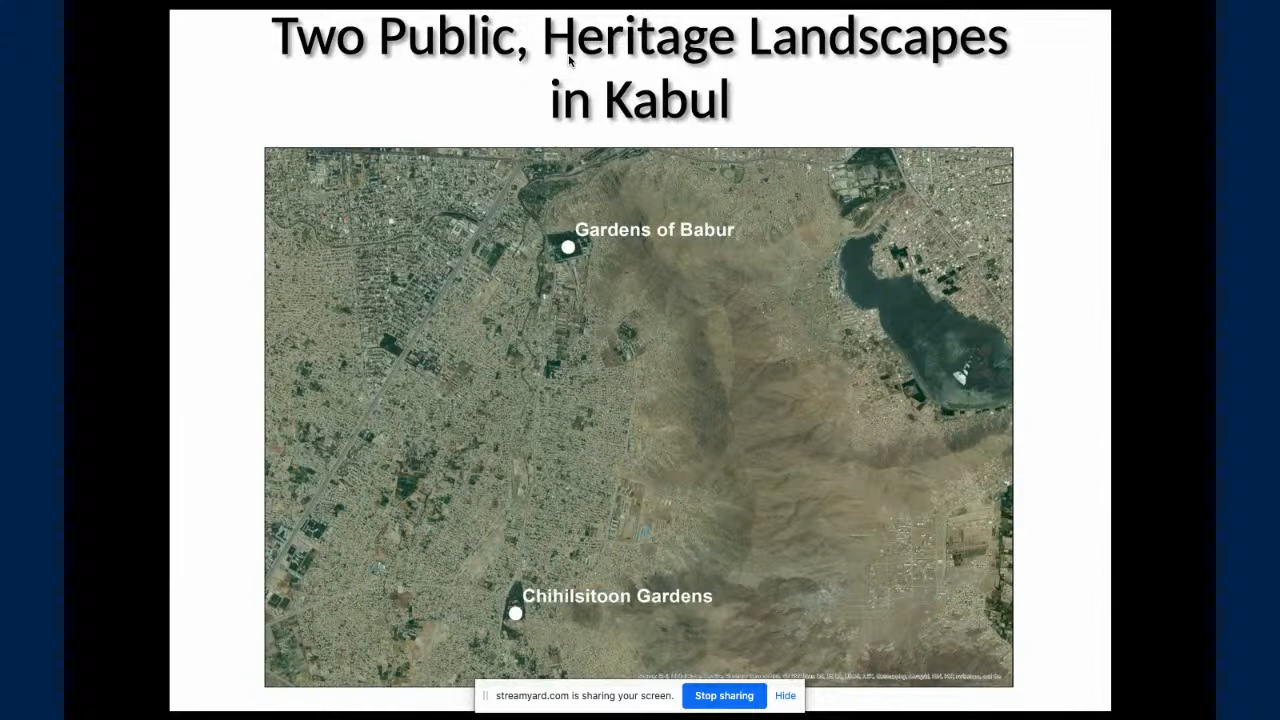 Two Public, Heritage Landscapes
in Kabul
Gardens of Babur
Chihilsitoon Gardens
streamyard.com is sharing your screen.
Stop sharing
Hide